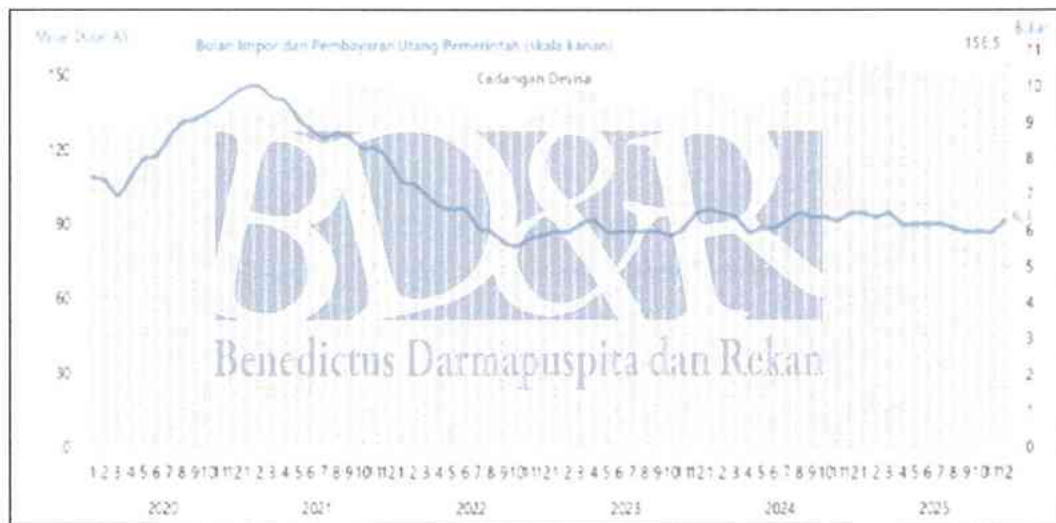 Miliar Dolar AS
Bulan
Bulan Impor dan Pembayaran Utang Pemerintah (skala kanan)
156,5
Cadangan Devisa
11
150
10
9
120
8
7
90
6
5
60
4
3
30
2
1
0
0
BD&R
Benedictus Darmapuspita dan Rekan
1 2 3 4 5 6 7 8 9 10 11 12 1 2 3 4 5 6 7 8 9 10 11 12 1 2 3 4 5 6 7 8 9 10 11 12 1 2 3 4 5 6 7 8 9 10 11 12 1 2 3 4 5 6 7 8 9 10 11 12 1 2 3 4 5 6 7 8 9 10 11 12
2020 2021 2022 2023 2024 2025